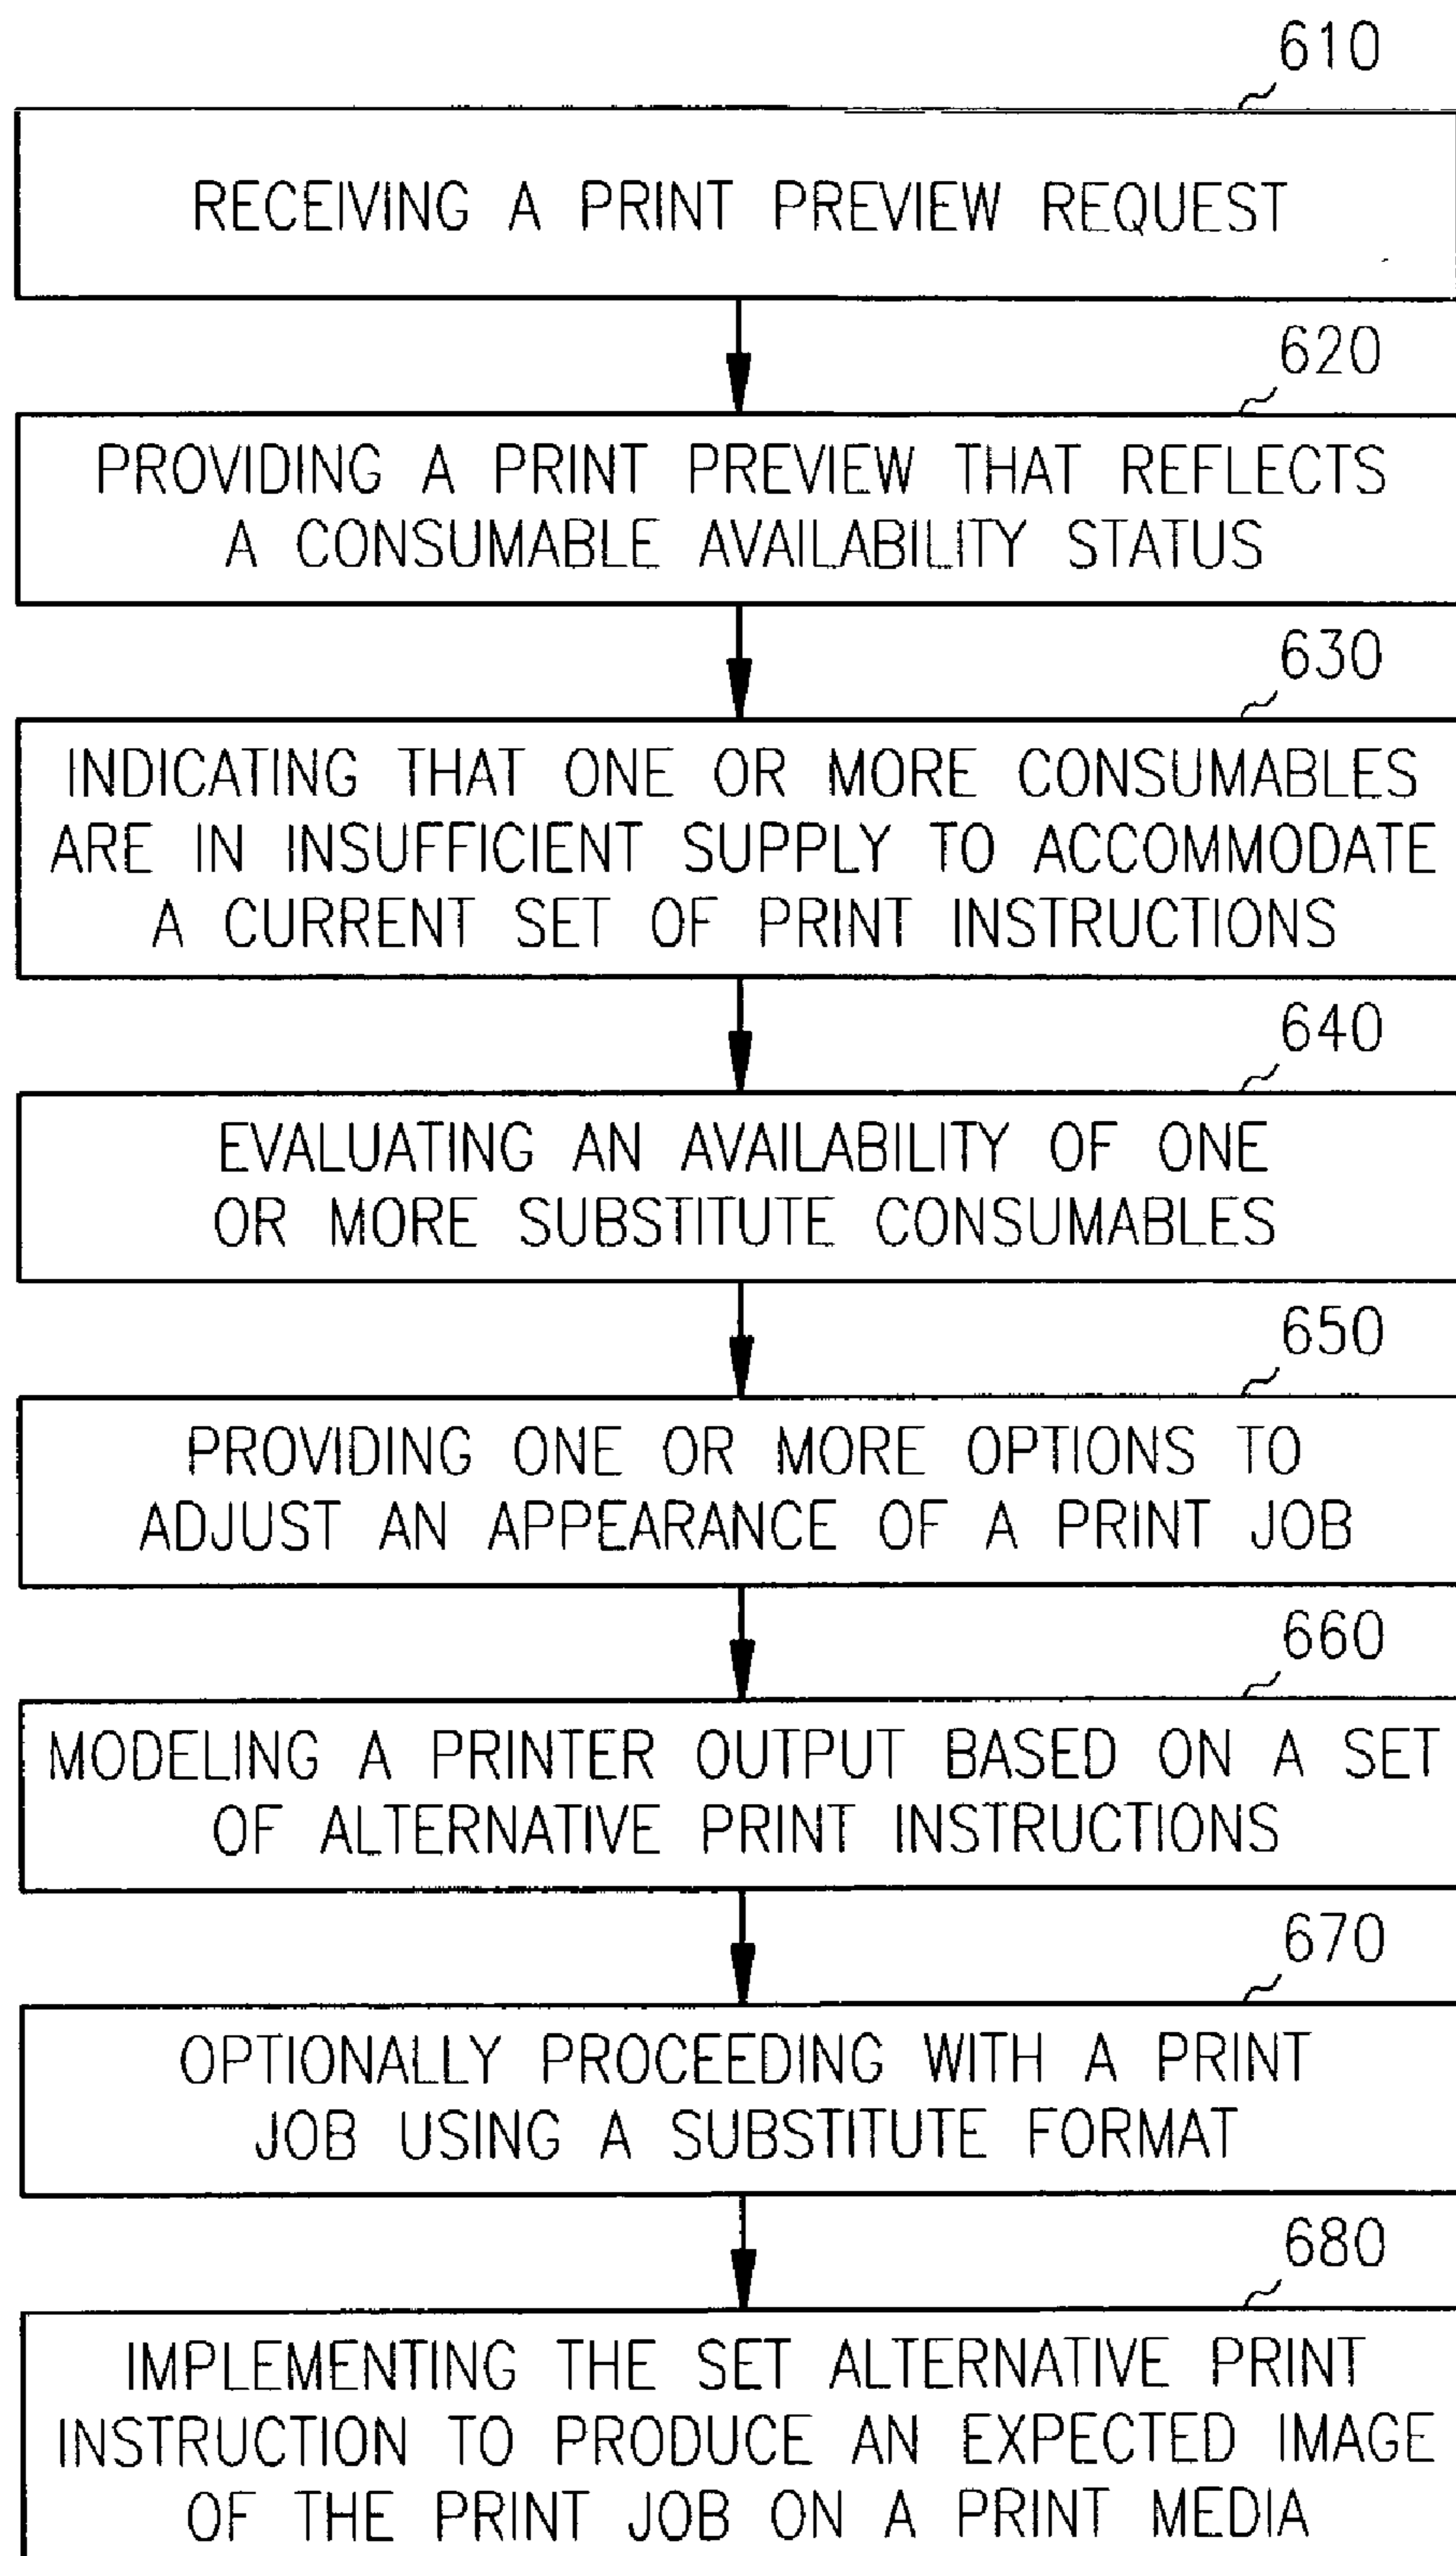 610
RECEIVING A PRINT PREVIEW REQUEST
620
PROVIDING A PRINT PREVIEW THAT REFLECTS
A CONSUMABLE AVAILABILITY STATUS
630
INDICATING THAT ONE OR MORE CONSUMABLES
ARE IN INSUFFICIENT SUPPLY TO ACCOMMODATE
A CURRENT SET OF PRINT INSTRUCTIONS
640
EVALUATING AN AVAILABILITY OF ONE
OR MORE SUBSTITUTE CONSUMABLES
650
PROVIDING ONE OR MORE OPTIONS TO
ADJUST AN APPEARANCE OF A PRINT JOB
660
MODELING A PRINTER OUTPUT BASED ON A SET
OF ALTERNATIVE PRINT INSTRUCTIONS
670
OPTIONALLY PROCEEDING WITH A PRINT
JOB USING A SUBSTITUTE FORMAT
680
IMPLEMENTING THE SET ALTERNATIVE PRINT
INSTRUCTION TO PRODUCE AN EXPECTED IMAGE
OF THE PRINT JOB ON A PRINT MEDIA